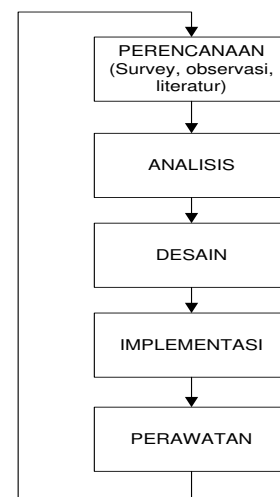 PERENCANAAN
(Survey, observasi,
literatur)
ANALISIS
DESAIN
IMPLEMENTASI
PERAWATAN